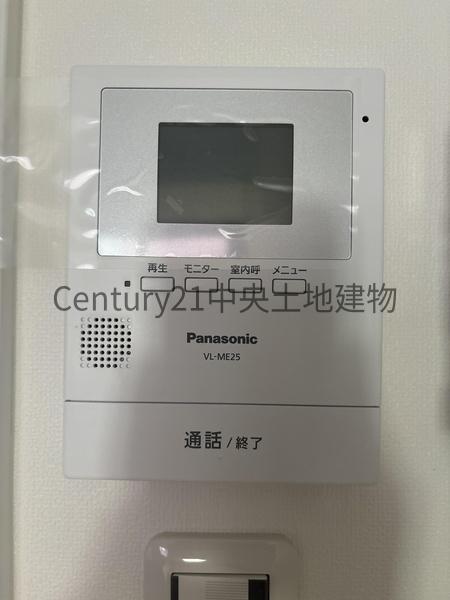 再生 モニター 室内呼 メニュー
Century21中央土地建物
Panasonic
VL-ME25
通話 / 終了